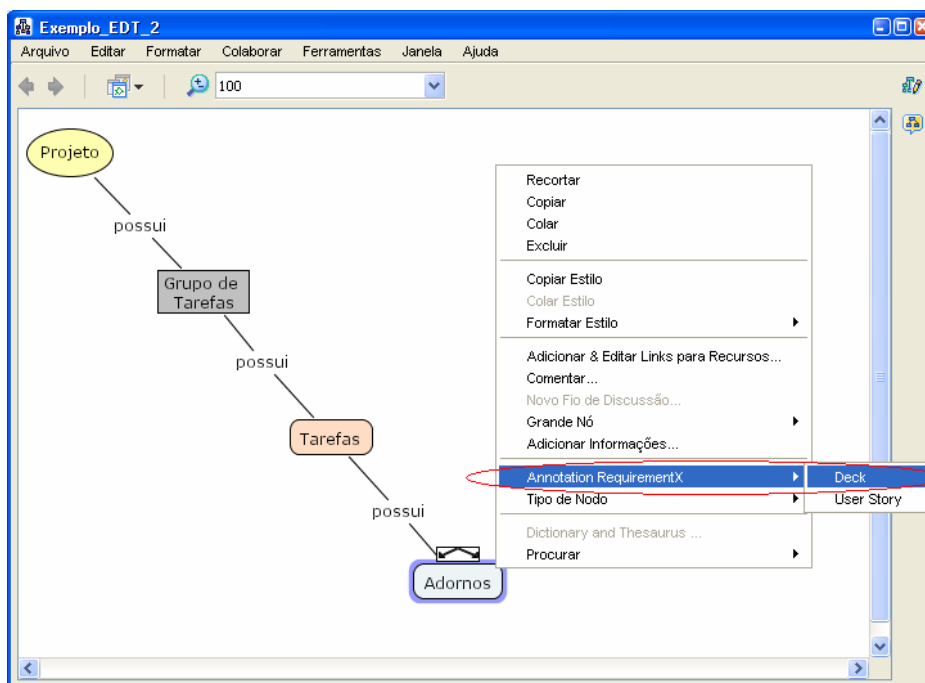 Exemplo_EDT_2
Arquivo Editar Formatar Colaborar Ferramentas Janela Ajuda
100
Projeto
possui
Grupo de
Tarefas
possui
Tarefas
possui
Adornos
Recortar
Copiar
Colar
Excluir
Copiar Estilo
Colar Estilo
Formatar Estilo
Adicionar & Editar Links para Recursos...
Comentar...
Novo Fio de Discussão...
Grande Nó
Adicionar Informações...
Annotation RequirementX
Tipo de Nodo
Dictionary and Thesaurus ...
Procurar
Deck
User Story